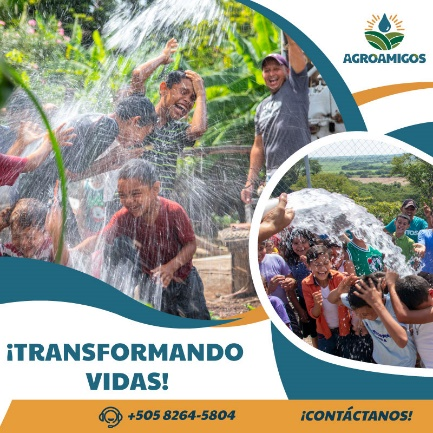 AGROAMIGOS
¡TRANSFORMANDO
VIDAS!
+505 8264-5804
¡CONTÁCTANOS!